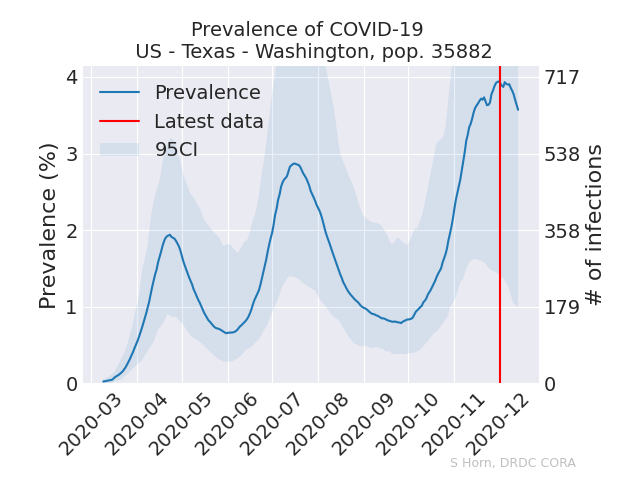 Prevalence of COVID-19
US - Texas - Washington, pop. 35882
Prevalence
Latest data
95CI
Prevalence (%)
4
3
2
1
0
717
538
358
179
0
# of infections
2020-03
2020-04
2020-05
2020-06
2020-07
2020-08
2020-09
2020-10
2020-11
2020-12
S Horn, DRDC CORA